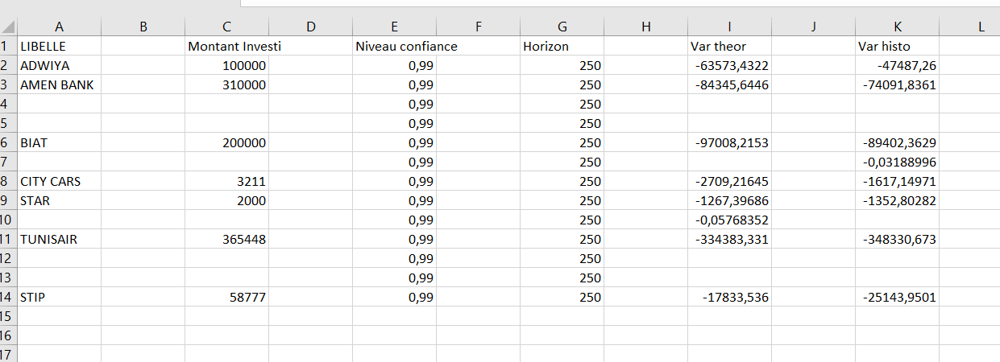 A B C D E F G H I J K L
1 LIBELLE Montant Investi Niveau confiance Horizon Var theor Var histo
2 ADWIYA 100000 0,99 250 -63573,4322 -47487,26
3 AMEN BANK 310000 0,99 250 -84345,6446 -74091,8361
4 0,99 250
5 0,99 250
6 BIAT 200000 0,99 250 -97008,2153 -89402,3629
7 0,99 250 -0,03188996
8 CITY CARS 3211 0,99 250 -2709,21645 -1617,14971
9 STAR 2000 0,99 250 -1267,39686 -1352,80282
10 0,99 250 -0,05768352
11 TUNISAIR 365448 0,99 250 -334383,331 -348330,673
12 0,99 250
13 0,99 250
14 STIP 58777 0,99 250 -17833,536 -25143,9501
15
16
17